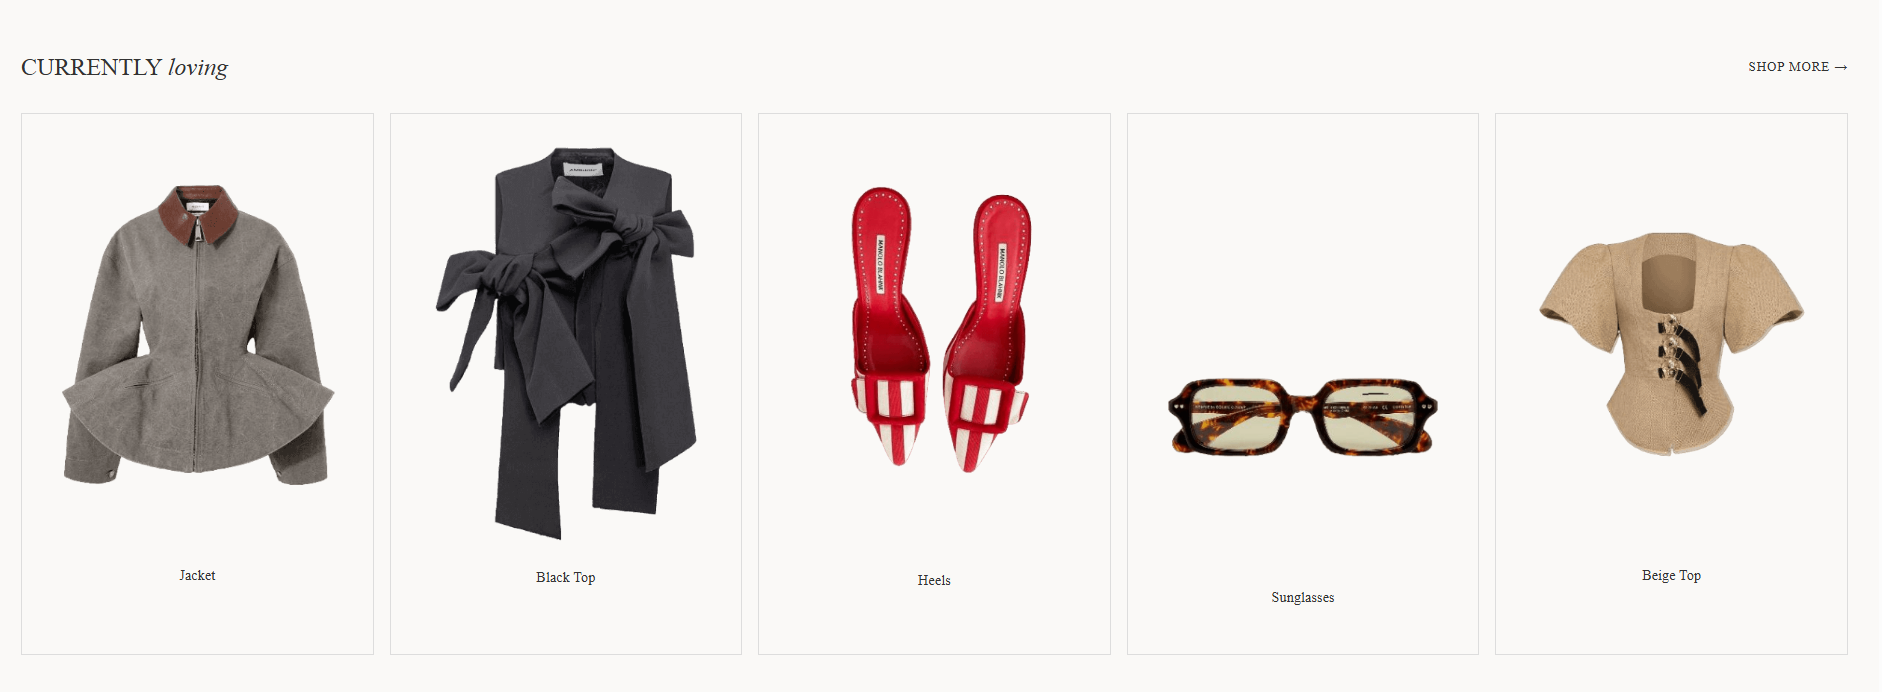 CURRENTLY loving
SHOP MORE →
MANOLO BLAHNIK
MANOLO BLAHNIK
Jacket
Black Top
Heels
Sunglasses
Beige Top